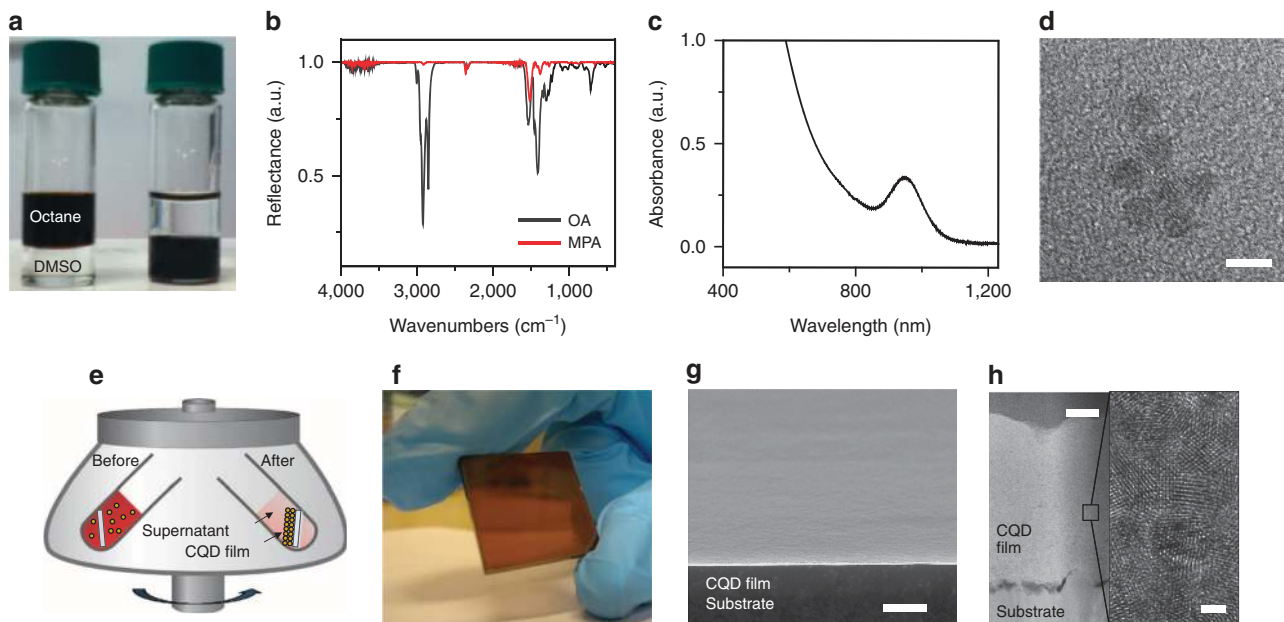 a
Octane
DMSO
b
Reflectance (a.u.)
1.0
0.5
OA
MPA
4,000
3,000
2,000
1,000
Wavenumbers (cm⁻¹)
c
Absorbance (a.u.)
1.0
0.5
0.0
400
800
1,200
Wavelength (nm)
d
e
Before
After
Supernatant
CQD film
f
g
CQD film
Substrate
h
CQD
film
Substrate